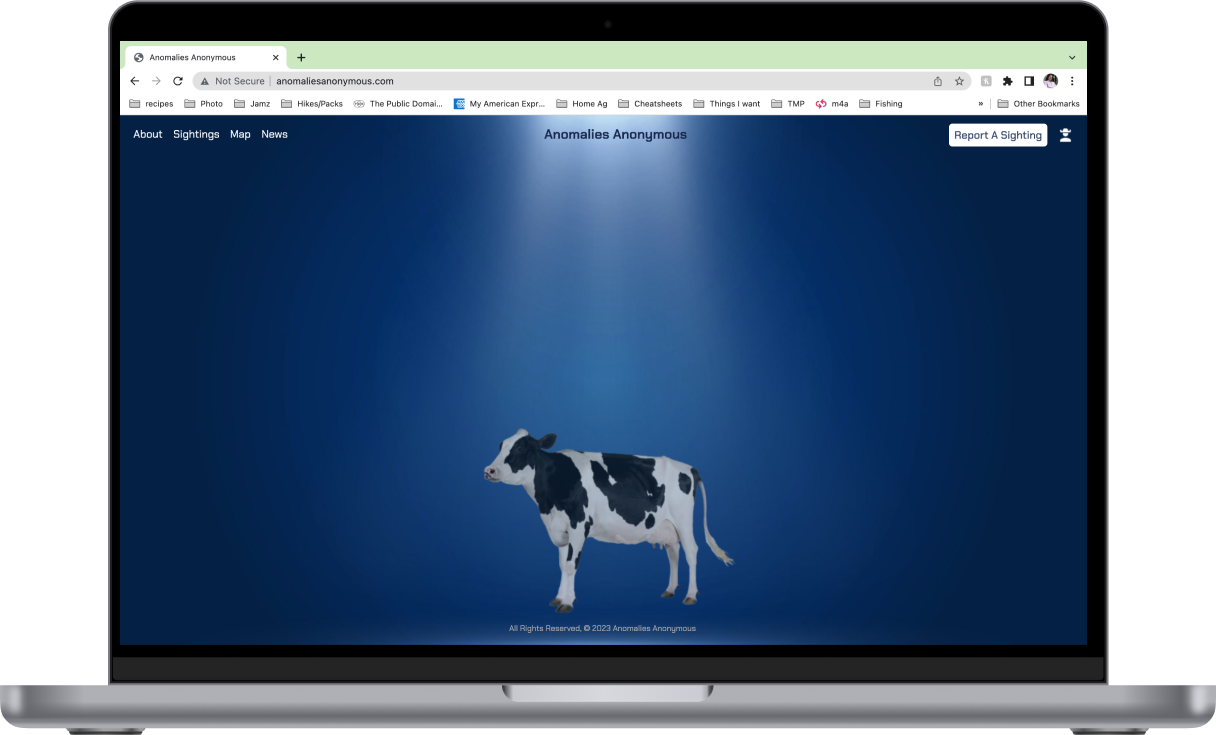 Anomalies Anonymous
Not Secure anomaliesanonymous.com
recipes Photo Jamz Hikes/Packs The Public Domai... My American Expr... Home Ag Cheatsheets Things I want TMP m4a Fishing » Other Bookmarks
About Sightings Map News Anomalies Anonymous Report A Sighting
All Rights Reserved, © 2023 Anomalies Anonymous